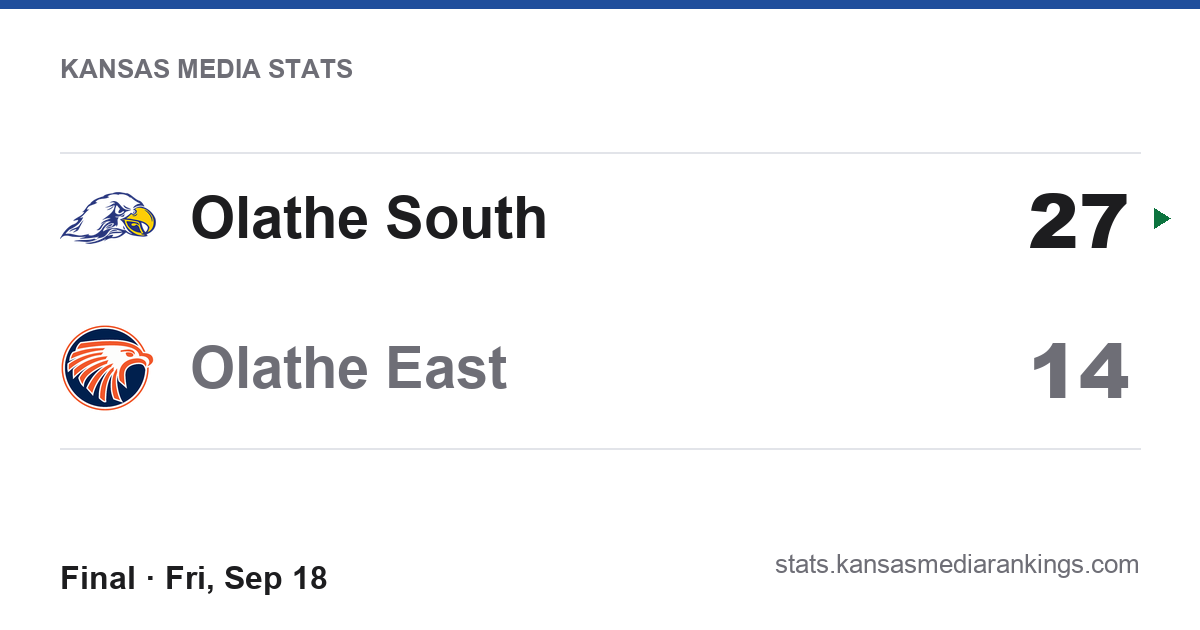 KANSAS MEDIA STATS
Olathe South 27
Olathe East 14
Final · Fri, Sep 18
stats.kansasmediarankings.com